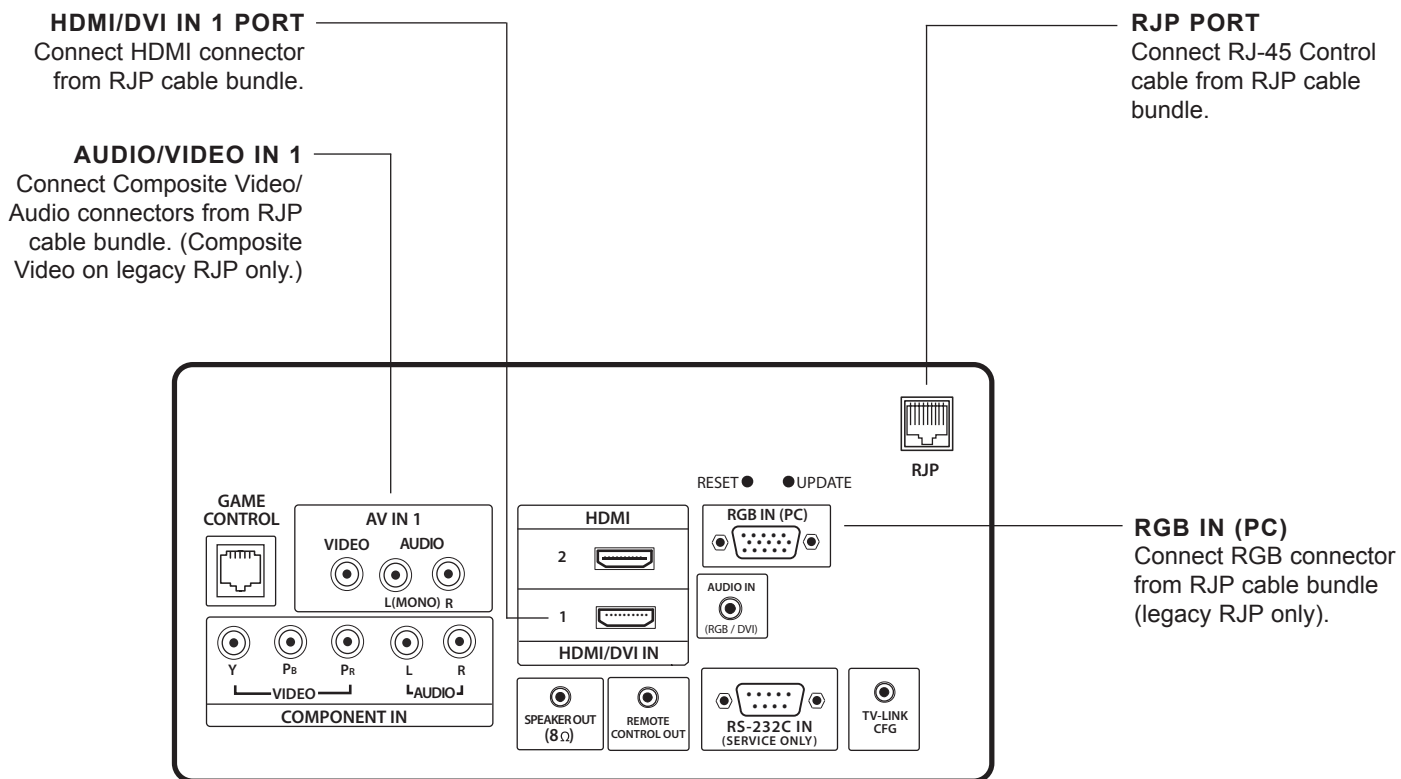 HDMI/DVI IN 1 PORT
Connect HDMI connector
from RJP cable bundle.
AUDIO/VIDEO IN 1
Connect Composite Video/
Audio connectors from RJP
cable bundle. (Composite
Video on legacy RJP only.)
RJP PORT
Connect RJ-45 Control
cable from RJP cable
bundle.
RJP
RESET UPDATE
GAME
CONTROL
AV IN 1
VIDEO AUDIO
L(MONO) R
HDMI
2
1
HDMI/DVI IN
RGB IN (PC)
AUDIO IN
(RGB / DVI)
RGB IN (PC)
Connect RGB connector
from RJP cable bundle
(legacy RJP only).
Y PB PR L R
VIDEO AUDIO
COMPONENT IN
SPEAKER OUT
(8Ω)
REMOTE
CONTROL OUT
RS-232C IN
(SERVICE ONLY)
TV-LINK
CFG